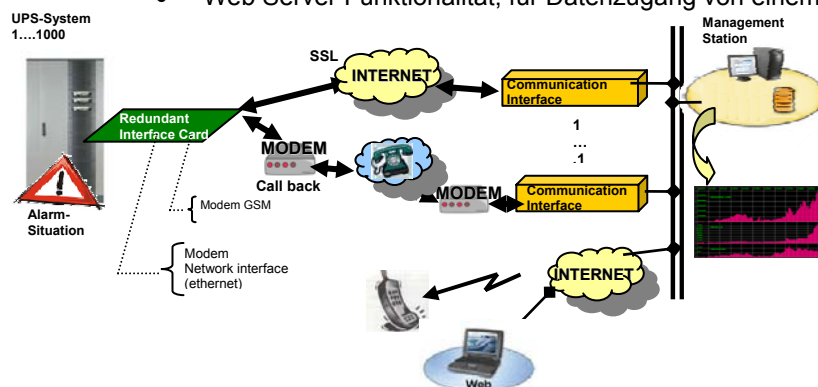 Web Server Funktionalität, für Datenzugang von einem
UPS-System
1....1000
Management
Station
SSL
INTERNET
Communication
Interface
Redundant
Interface Card
1
...
.1
MODEM
Call back
MODEM
Communication
Interface
Modem GSM
Alarm-
Situation
Modem
Network interface
(ethernet)
INTERNET
Web